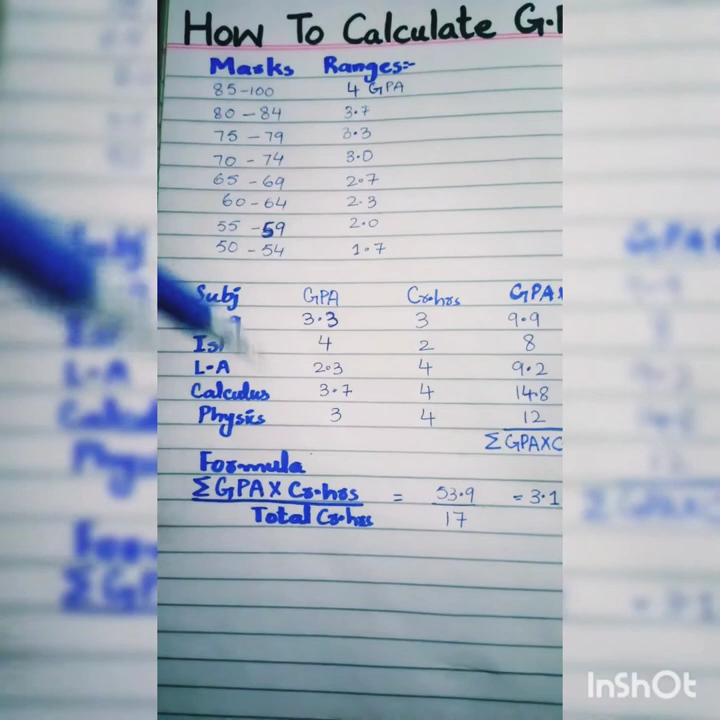 How To Calculate G.
Marks Ranges:-
85-100 4 GPA
80-84 3.7
75-79 3.3
70-74 3.0
65-69 2.7
60-64 2.3
55-59 2.0
50-54 1.7
Subj GPA Cr.hrs GPAX
3.3 3 9.9
Isl 4 2 8
L-A 2.3 4 9.2
Calculus 3.7 4 14.8
Physics 3 4 12
ΣGPAXC
Formula
ΣGPAX Cr.hrs = 53.9 = 3.1
Total Cr.hrs 17
InShOt